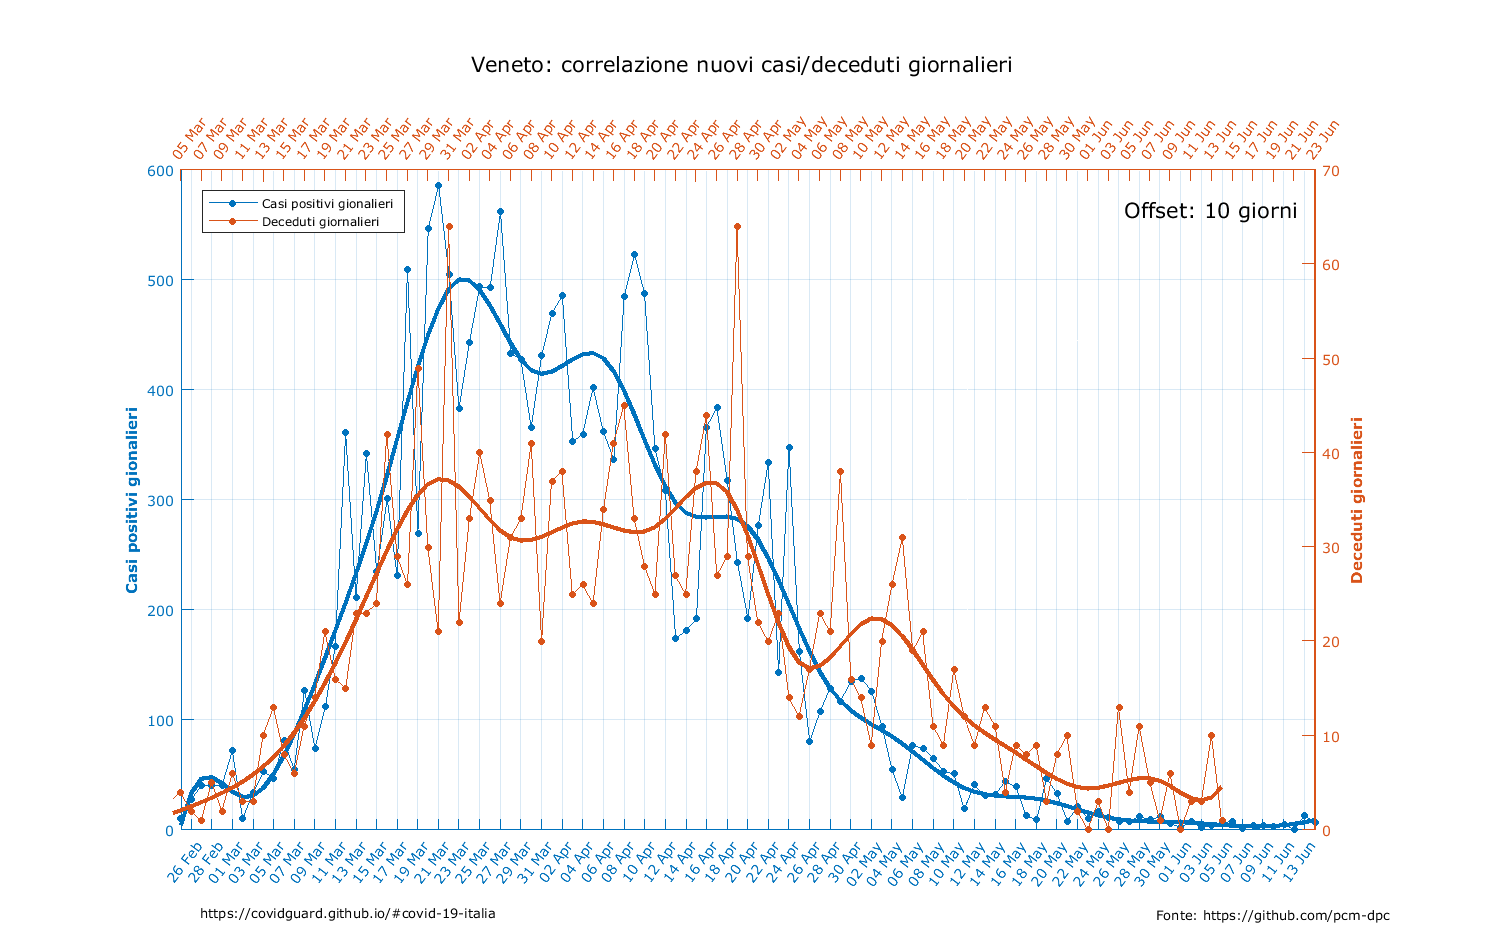 Veneto: correlazione nuovi casi/deceduti giornalieri
05 Mar 07 Mar 09 Mar 11 Mar 13 Mar 15 Mar 17 Mar 19 Mar 21 Mar 23 Mar 25 Mar 27 Mar 29 Mar 31 Mar 02 Apr 04 Apr 06 Apr 08 Apr 10 Apr 12 Apr 14 Apr 16 Apr 18 Apr 20 Apr 22 Apr 24 Apr 26 Apr 28 Apr 30 Apr 02 May 04 May 06 May 08 May 10 May 12 May 14 May 16 May 18 May 20 May 22 May 24 May 26 May 28 May 30 May 01 Jun 03 Jun 05 Jun 07 Jun 09 Jun 11 Jun 13 Jun 15 Jun 17 Jun 19 Jun 21 Jun 23 Jun
600 70
Casi positivi gionalieri
Deceduti giornalieri
Offset: 10 giorni
60
500
50
400
40
Casi positivi gionalieri
Deceduti giornalieri
300
30
200
20
100
10
0 0
26 Feb 28 Feb 01 Mar 03 Mar 05 Mar 07 Mar 09 Mar 11 Mar 13 Mar 15 Mar 17 Mar 19 Mar 21 Mar 23 Mar 25 Mar 27 Mar 29 Mar 31 Mar 02 Apr 04 Apr 06 Apr 08 Apr 10 Apr 12 Apr 14 Apr 16 Apr 18 Apr 20 Apr 22 Apr 24 Apr 26 Apr 28 Apr 30 Apr 02 May 04 May 06 May 08 May 10 May 12 May 14 May 16 May 18 May 20 May 22 May 24 May 26 May 28 May 30 May 01 Jun 03 Jun 05 Jun 07 Jun 09 Jun 11 Jun 13 Jun
https://covidguard.github.io/#covid-19-italia
Fonte: https://github.com/pcm-dpc